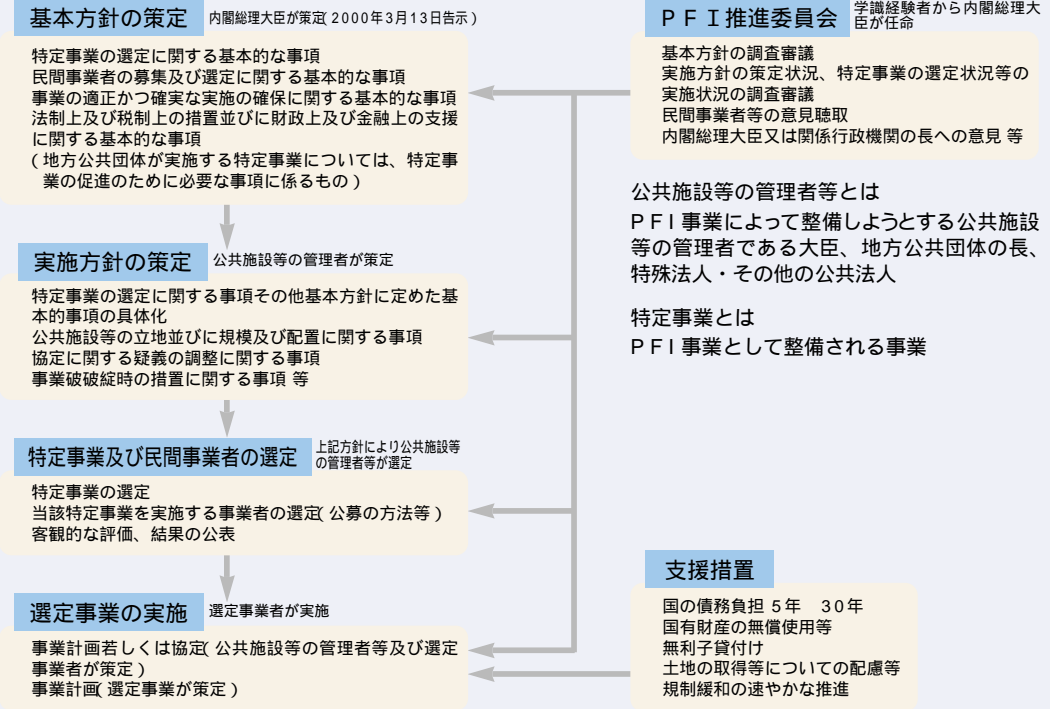 基本方針の策定 内閣総理大臣が策定(2000年3月13日告示)
特定事業の選定に関する基本的な事項
民間事業者の募集及び選定に関する基本的な事項
事業の適正かつ確実な実施の確保に関する基本的な事項
法制上及び税制上の措置並びに財政上及び金融上の支援
に関する基本的な事項
(地方公共団体が実施する特定事業については、特定事
業の促進のために必要な事項に係るもの)
実施方針の策定 公共施設等の管理者が策定
特定事業の選定に関する事項その他基本方針に定めた基
本的事項の具体化
公共施設等の立地並びに規模及び配置に関する事項
協定に関する疑義の調整に関する事項
事業破破綻時の措置に関する事項 等
特定事業及び民間事業者の選定
上記方針により公共施設等
の管理者等が選定
特定事業の選定
当該特定事業を実施する事業者の選定(公募の方法等)
客観的な評価、結果の公表
選定事業の実施 選定事業者が実施
事業計画若しくは協定(公共施設等の管理者等及び選定
事業者が策定)
事業計画(選定事業が策定)
PFI推進委員会
学識経験者から内閣総理大
臣が任命
基本方針の調査審議
実施方針の策定状況、特定事業の選定状況等の
実施状況の調査審議
民間事業者等の意見聴取
内閣総理大臣又は関係行政機関の長への意見 等
公共施設等の管理者等とは
PFI事業によって整備しようとする公共施設
等の管理者である大臣、地方公共団体の長、
特殊法人・その他の公共法人
特定事業とは
PFI事業として整備される事業
支援措置
国の債務負担 5年 30年
国有財産の無償使用等
無利子貸付け
土地の取得等についての配慮等
規制緩和の速やかな推進